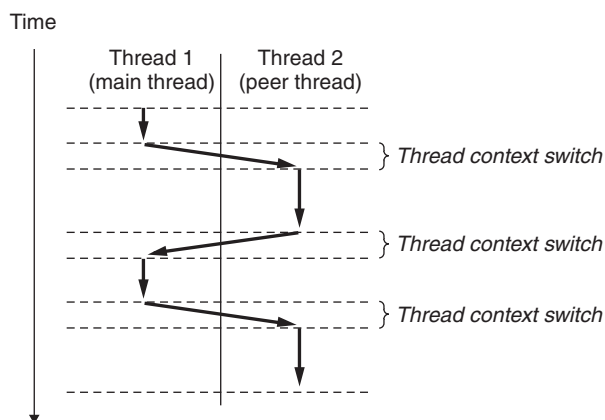 Time
Thread 1
(main thread)
Thread 2
(peer thread)
Thread context switch
Thread context switch
Thread context switch